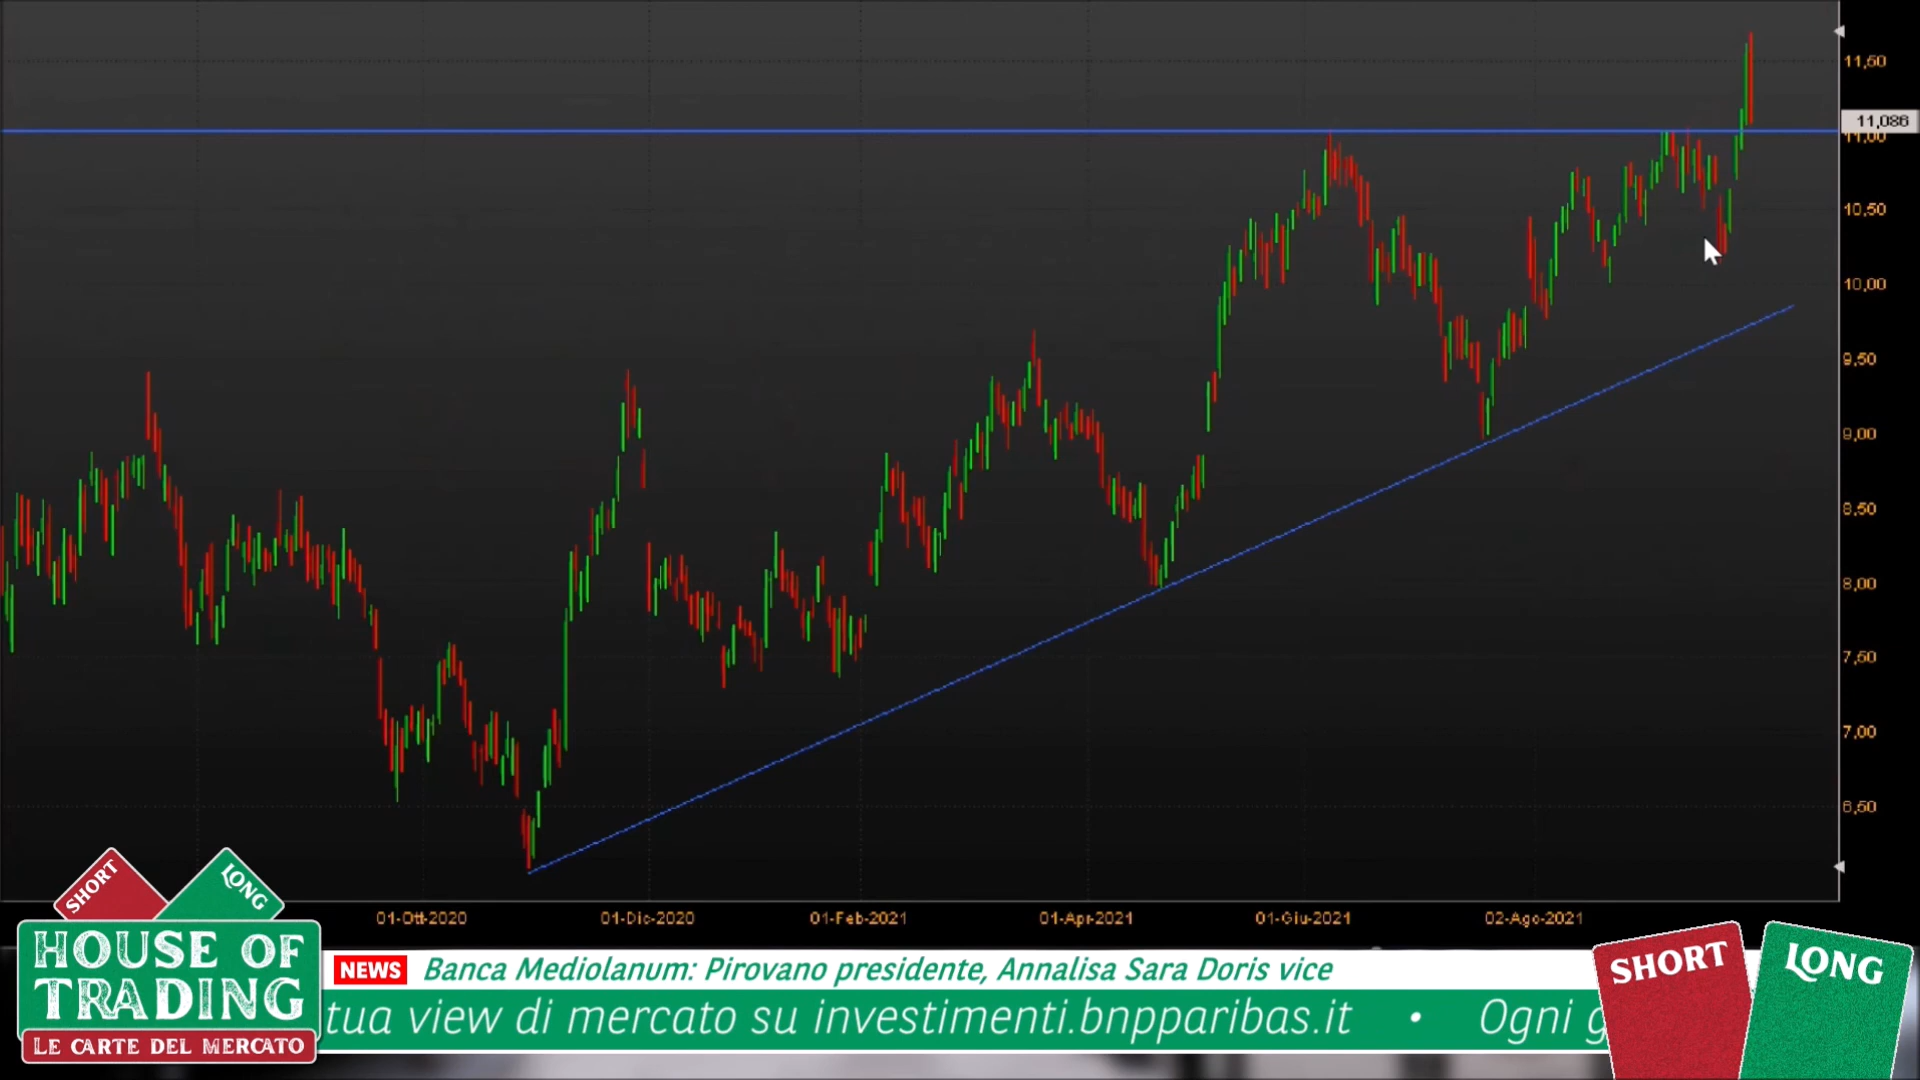 11,50
11,086
11,00
10,50
10,00
9,50
9,00
8,50
8,00
7,50
7,00
6,50
01-Ott-2020
01-Dic-2020
01-Feb-2021
01-Apr-2021
01-Giu-2021
02-Ago-2021
SHORT
LONG
HOUSE OF
TRADING
LE CARTE DEL MERCATO
NEWS Banca Mediolanum: Pirovano presidente, Annalisa Sara Doris vice
tua view di mercato su investimenti.bnpparibas.it • Ogni g
SHORT
LONG